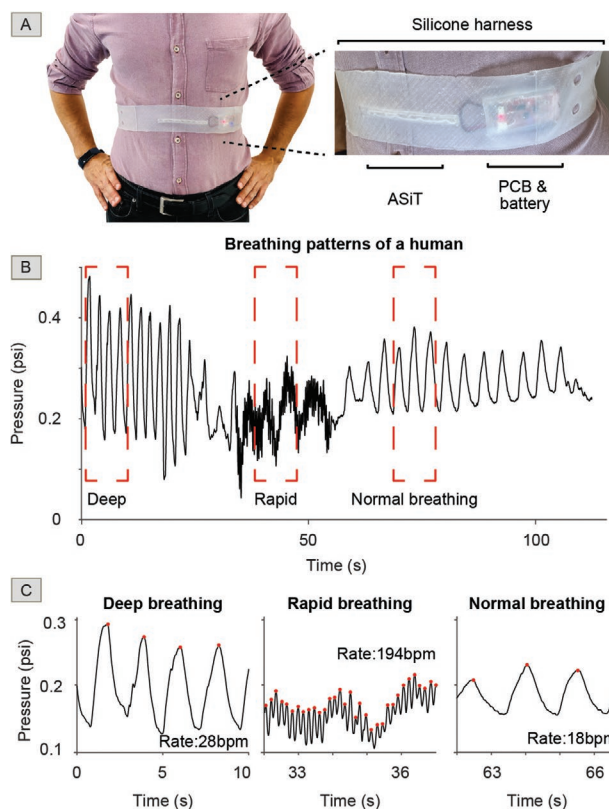 A
Silicone harness
ASiT
PCB &
battery
Breathing patterns of a human
B
Pressure (psi)
0.4
0.2
0
Deep
Rapid
Normal breathing
0
50
100
Time (s)
C
Deep breathing
Rapid breathing
Normal breathing
Pressure (psi)
0.3
0.2
0.1
Rate:28bpm
Rate:194bpm
Rate:18bpm
0
5
10
33
36
63
66
Time (s)
Time (s)
Time (s)